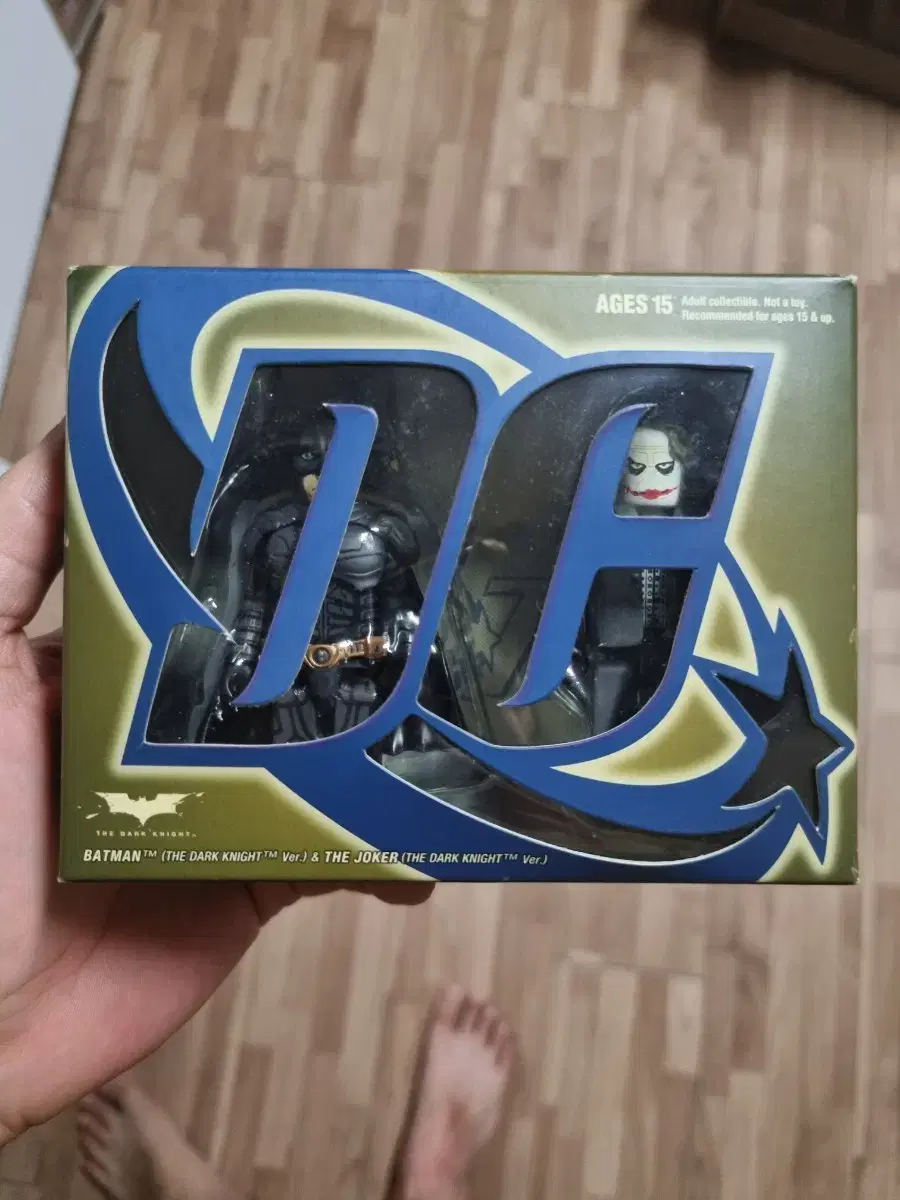 AGES 15
Adult collectible. Not a toy.
Recommended for ages 15 & up.
DC
THE DARK KNIGHT™
BATMAN™ (THE DARK KNIGHT™ Ver.) & THE JOKER (THE DARK KNIGHT™ Ver.)